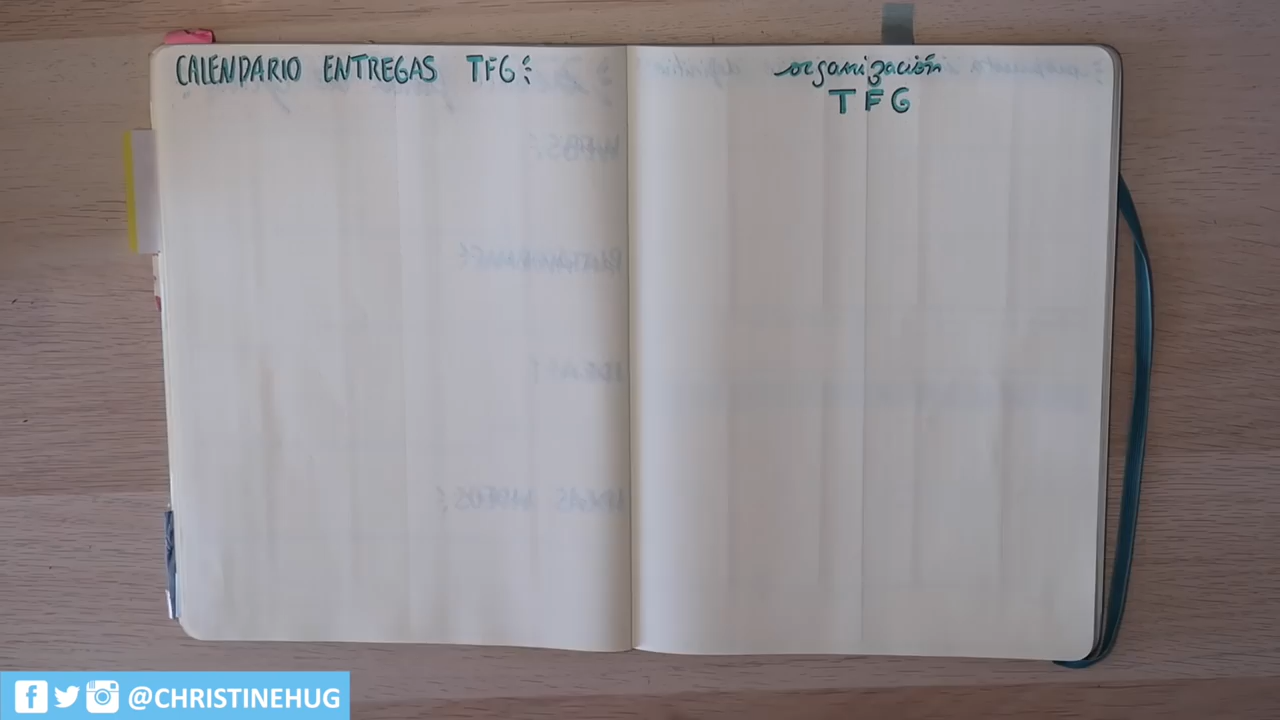 CALENDARIO ENTREGAS TFG:
organización
TFG
@CHRISTINEHUG